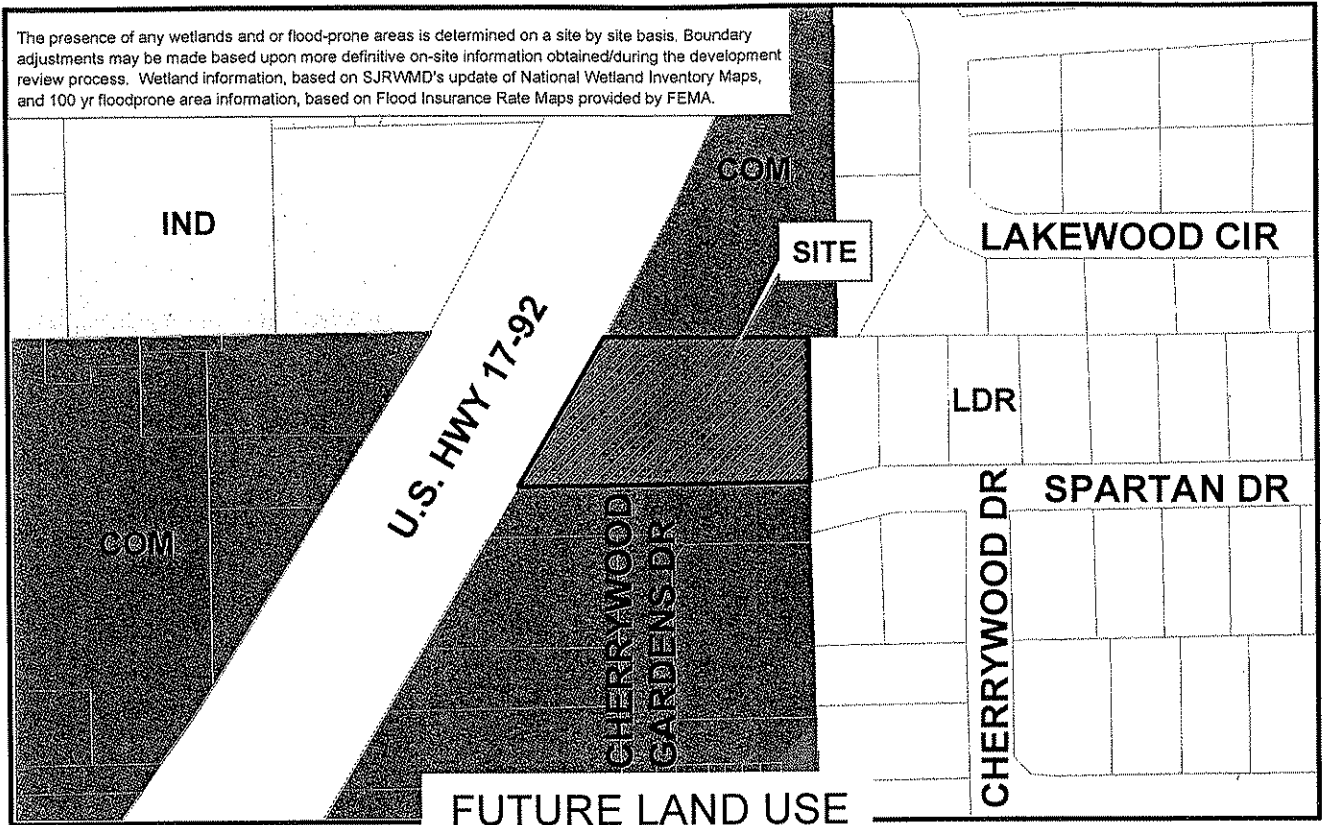 The presence of any wetlands and or flood-prone areas is determined on a site by site basis. Boundary
adjustments may be made based upon more definitive on-site information obtained/during the development
review process. Wetland information, based on SJRWMD's update of National Wetland Inventory Maps,
and 100 yr floodprone area information, based on Flood Insurance Rate Maps provided by FEMA.
COM
IND
SITE
LAKEWOOD CIR
U.S. HWY 17-92
LDR
SPARTAN DR
COM
CHERRYWOOD
GARDENS DR
CHERRYWOOD DR
FUTURE LAND USE